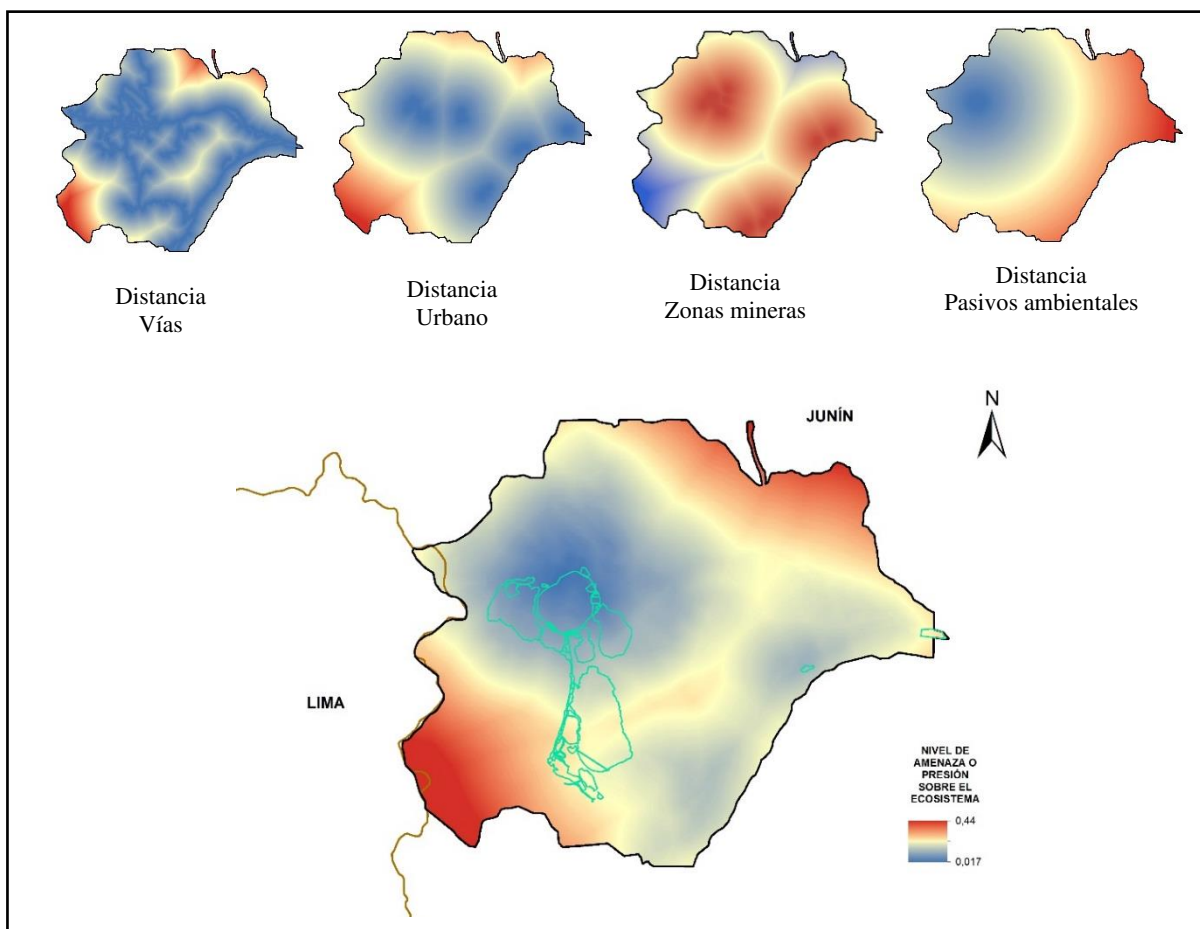 Distancia
Vías
Distancia
Urbano
Distancia
Zonas mineras
Distancia
Pasivos ambientales
JUNÍN
N
LIMA
NIVEL DE
AMENAZA O
PRESIÓN
SOBRE EL
ECOSISTEMA
0,44
0,017